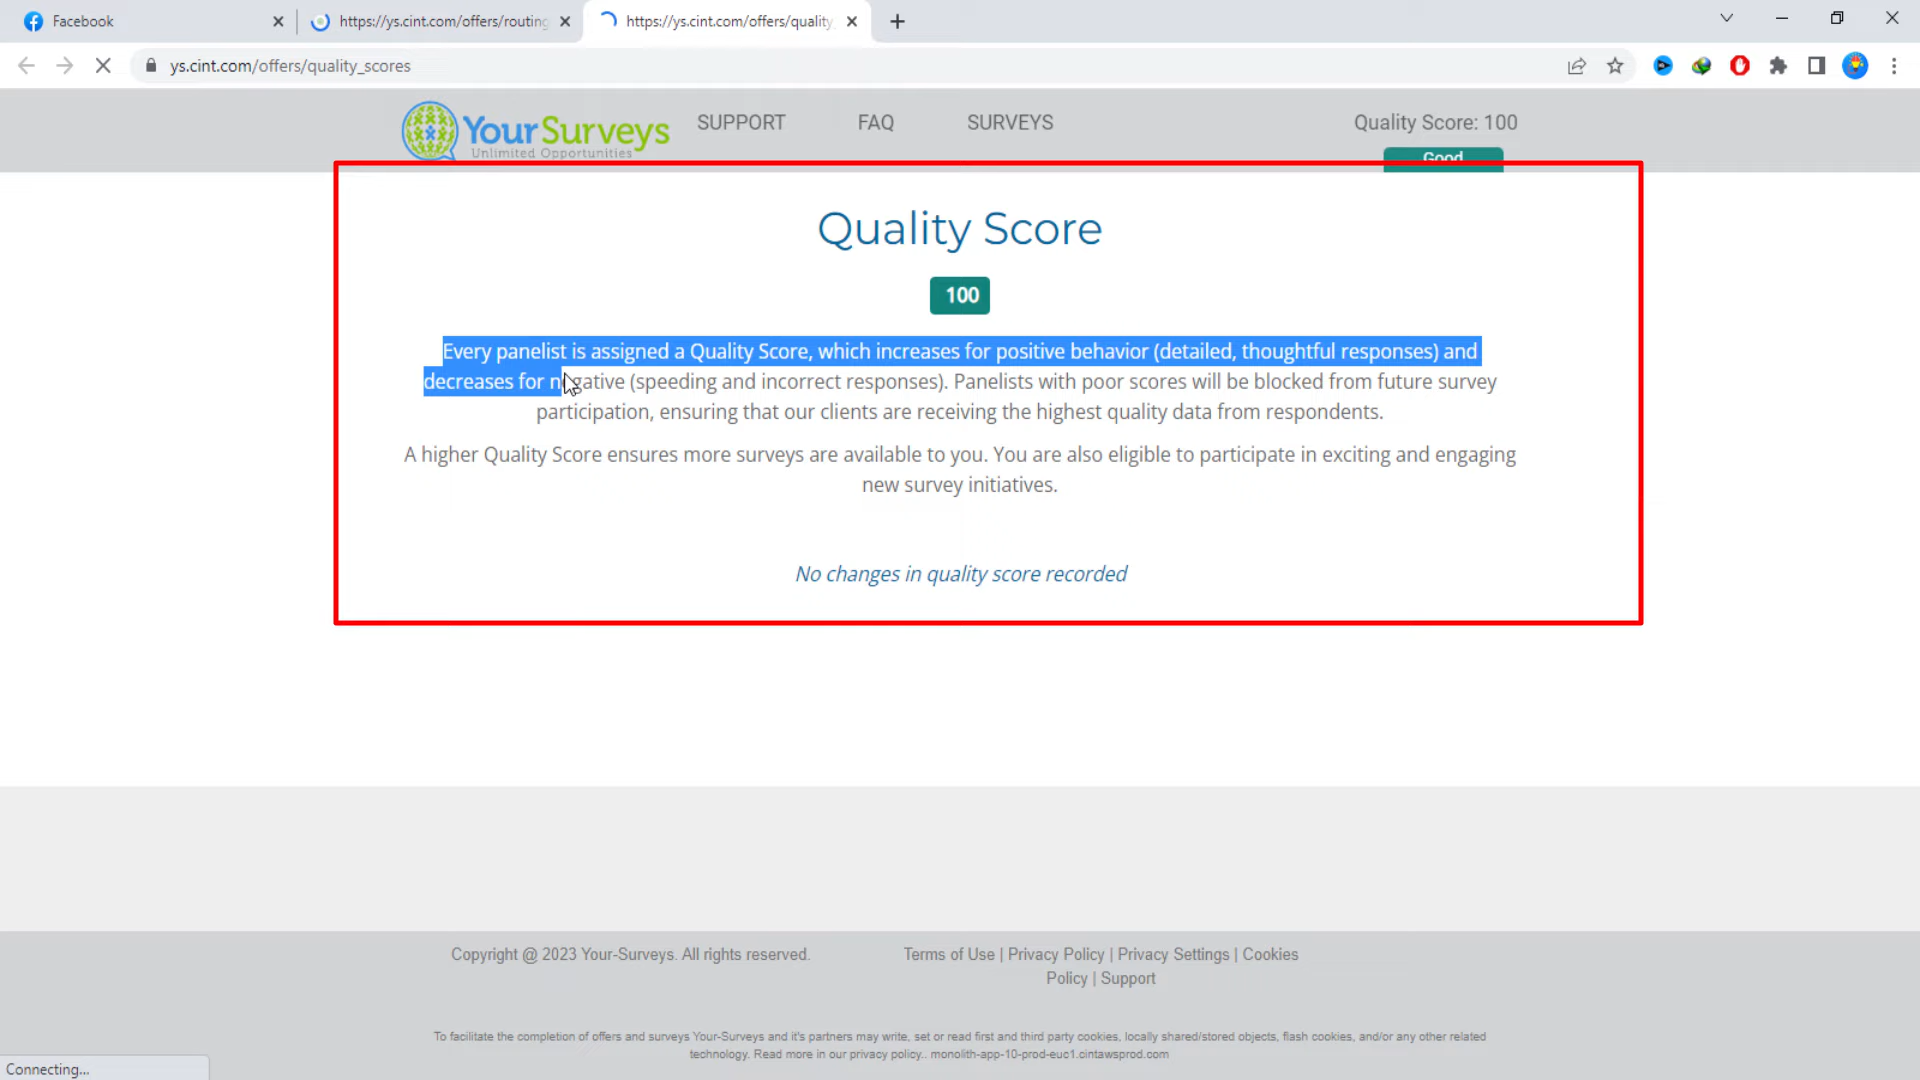 Facebook
https://ys.cint.com/offers/routing
https://ys.cint.com/offers/quality
ys.cint.com/offers/quality_scores
YourSurveys
Unlimited Opportunities
SUPPORT
FAQ
SURVEYS
Quality Score: 100
Good
Quality Score
100
Every panelist is assigned a Quality Score, which increases for positive behavior (detailed, thoughtful responses) and
decreases for negative (speeding and incorrect responses). Panelists with poor scores will be blocked from future survey
participation, ensuring that our clients are receiving the highest quality data from respondents.
A higher Quality Score ensures more surveys are available to you. You are also eligible to participate in exciting and engaging
new survey initiatives.
No changes in quality score recorded
Copyright @ 2023 Your-Surveys. All rights reserved.
Terms of Use | Privacy Policy | Privacy Settings | Cookies
Policy | Support
To facilitate the completion of offers and surveys Your-Surveys and it's partners may write, set or read first and third party cookies, locally shared/stored objects, flash cookies, and/or any other related
technology. Read more in our privacy policy.. monolith-app-10-prod-euc1.cintawsprod.com
Connecting...